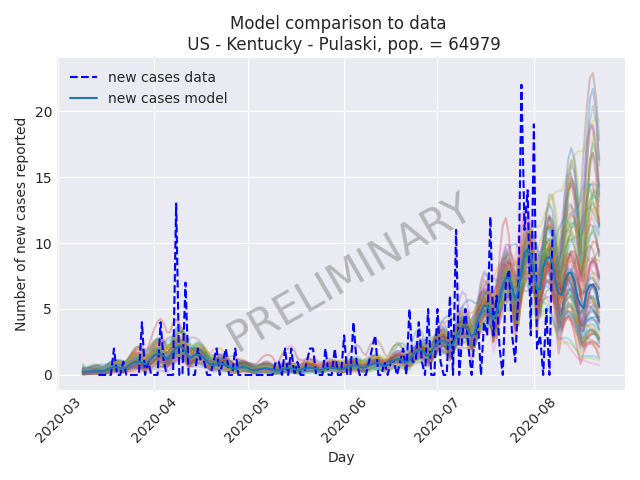 Model comparison to data
US - Kentucky - Pulaski, pop. = 64979
new cases data
new cases model
PRELIMINARY
Number of new cases reported
20
15
10
5
0
2020-03
2020-04
2020-05
2020-06
2020-07
2020-08
Day